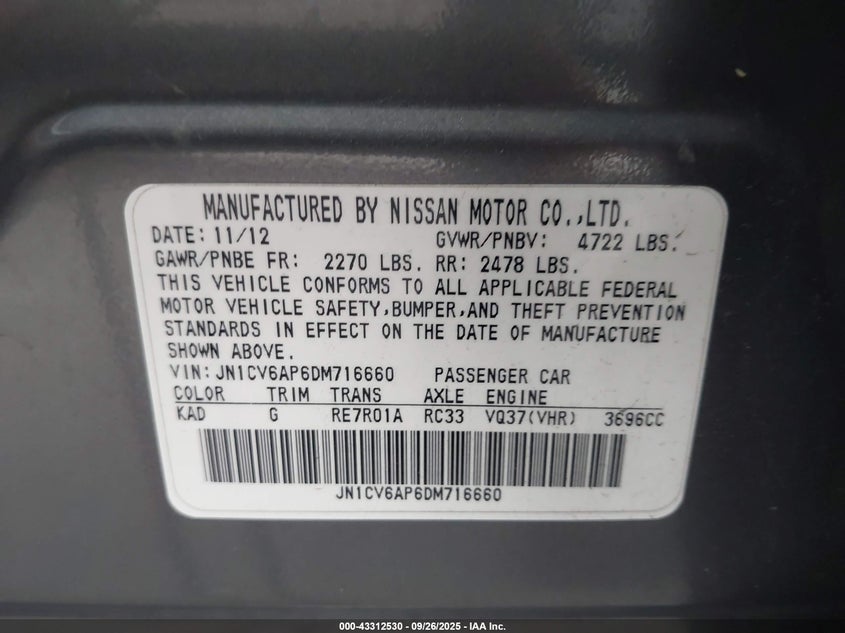 MANUFACTURED BY NISSAN MOTOR CO.,LTD.
DATE: 11/12 GVWR/PNBV: 4722 LBS.
GAWR/PNBE FR: 2270 LBS. RR: 2478 LBS.
THIS VEHICLE CONFORMS TO ALL APPLICABLE FEDERAL
MOTOR VEHICLE SAFETY,BUMPER,AND THEFT PREVENTION
STANDARDS IN EFFECT ON THE DATE OF MANUFACTURE
SHOWN ABOVE.
VIN: JN1CV6AP6DM716660 PASSENGER CAR
COLOR TRIM TRANS AXLE ENGINE
KAD G RE7R01A RC33 VQ37(VHR) 3696CC
JN1CV6AP6DM716660
000-43312530 - 09/26/2025 - IAA Inc.